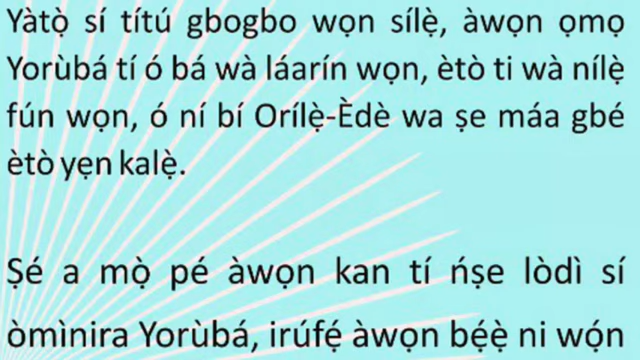 Yàtọ̀ sí títú gbogbo wọn sílẹ̀, àwọn ọmọ
Yorùbá tí ó bá wà láarín wọn, ètò ti wà nílẹ̀
fún wọn, ó ní bí Orílẹ̀-Èdè wa ṣe máa gbé
ètò yẹn kalẹ̀.
Ṣé a mọ̀ pé àwọn kan tí ńṣe lòdì sí
òmìnira Yorùbá, irúfẹ́ àwọn bẹ́ẹ̀ ni wọ́n